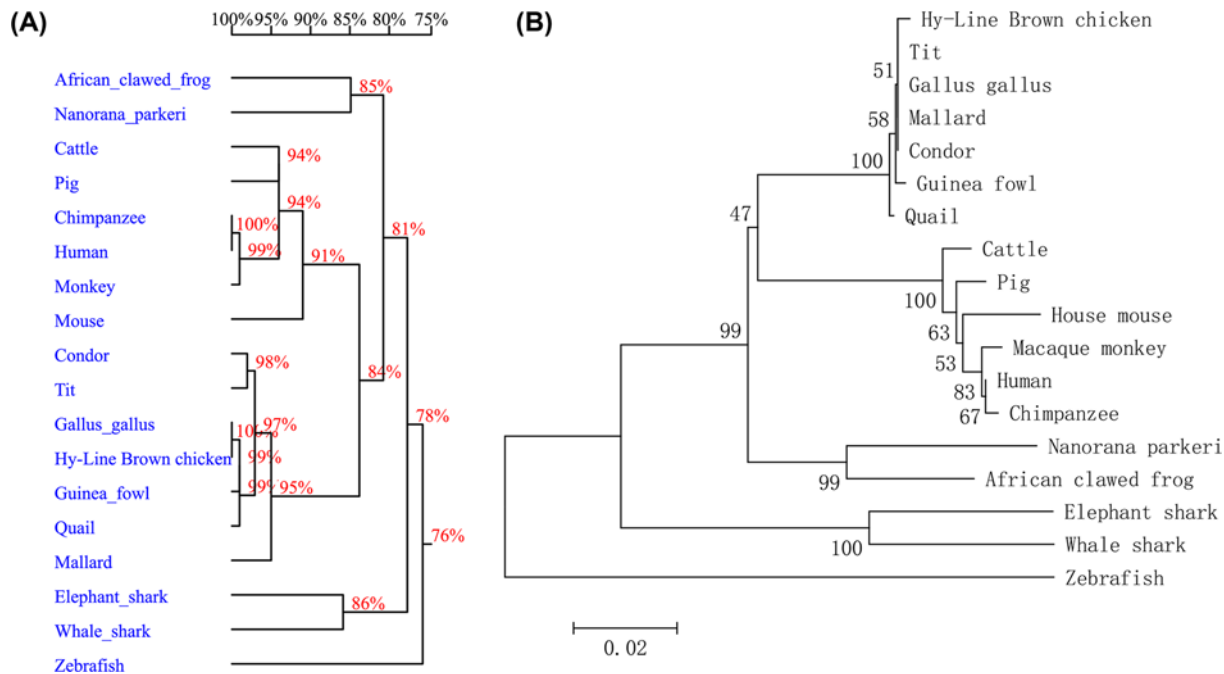 (A)
100% 95% 90% 85% 80% 75%
African_clawed_frog
85%
Nanorana_parkeri
Cattle
94%
Pig
94%
Chimpanzee
100%
81%
Human
99%
91%
Monkey
Mouse
Condor
98%
84%
Tit
Gallus_gallus
97%
78%
100%
Hy-Line Brown chicken
99%
Guinea_fowl
99%
95%
Quail
76%
Mallard
Elephant_shark
86%
Whale_shark
Zebrafish
(B)
Hy-Line Brown chicken
Tit
51
Gallus gallus
58
Mallard
100
Condor
Guinea fowl
47
Quail
Cattle
Pig
100
House mouse
99
63
Macaque monkey
53
Human
83
Chimpanzee
67
Nanorana parkeri
99
African clawed frog
Elephant shark
100
Whale shark
Zebrafish
0.02